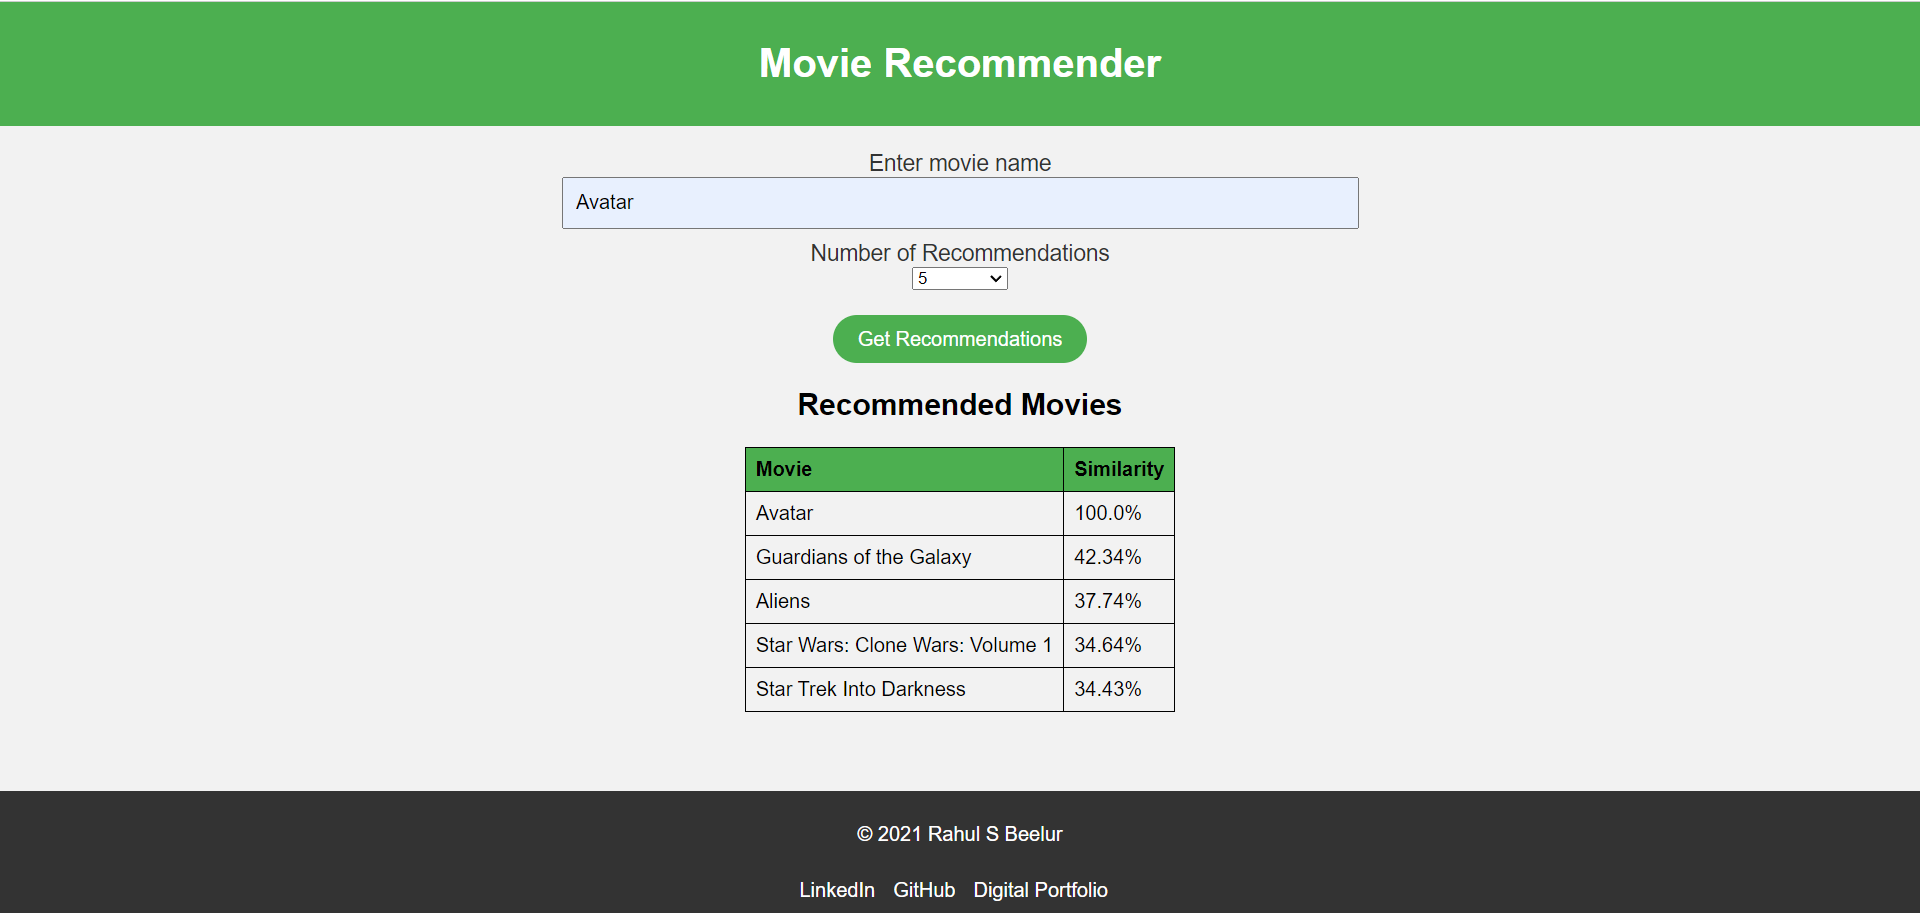 Movie Recommender
Enter movie name
Avatar
Number of Recommendations
5
Get Recommendations
Recommended Movies
Movie Similarity
Avatar 100.0%
Guardians of the Galaxy 42.34%
Aliens 37.74%
Star Wars: Clone Wars: Volume 1 34.64%
Star Trek Into Darkness 34.43%
© 2021 Rahul S Beelur
LinkedIn GitHub Digital Portfolio